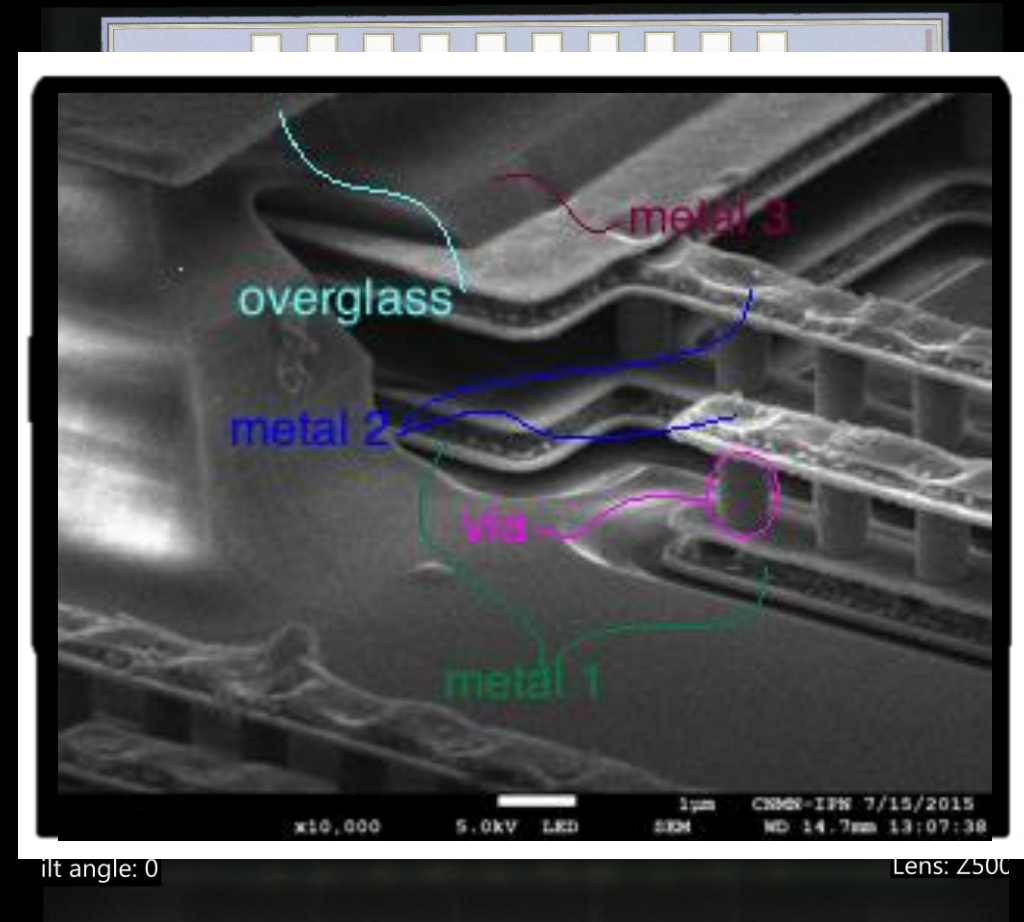 metal 3
overglass
metal 2
via
metal 1
1µm CNMN-IPN 7/15/2015
x10,000 5.0kV LED SEM WD 14.7mm 13:07:38
ilt angle: 0 Lens: Z500